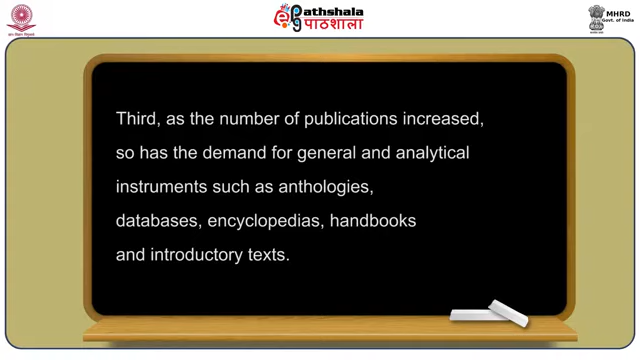 ePathshala
पाठशाला
MHRD
Govt. of India
Third, as the number of publications increased,
so has the demand for general and analytical
instruments such as anthologies,
databases, encyclopedias, handbooks
and introductory texts.